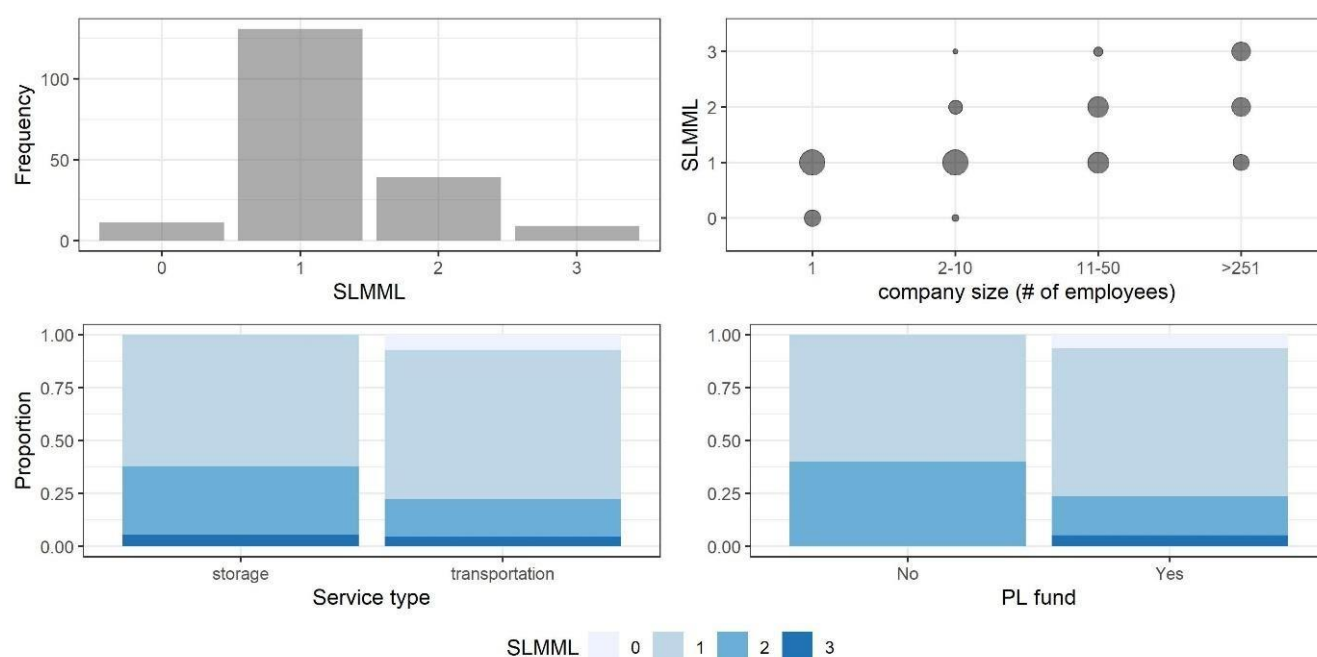 Frequency
100
50
0
0 1 2 3
SLMML
SLMML
3
2
1
0
1 2-10 11-50 >251
company size (# of employees)
Proportion
1.00
0.75
0.50
0.25
0.00
storage transportation
Service type
1.00
0.75
0.50
0.25
0.00
No Yes
PL fund
SLMML 0 1 2 3